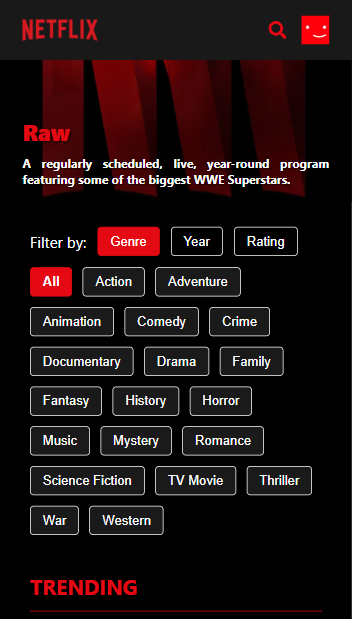 NETFLIX
Raw
A regularly scheduled, live, year-round program
featuring some of the biggest WWE Superstars.
Filter by: Genre Year Rating
All Action Adventure
Animation Comedy Crime
Documentary Drama Family
Fantasy History Horror
Music Mystery Romance
Science Fiction TV Movie Thriller
War Western
TRENDING